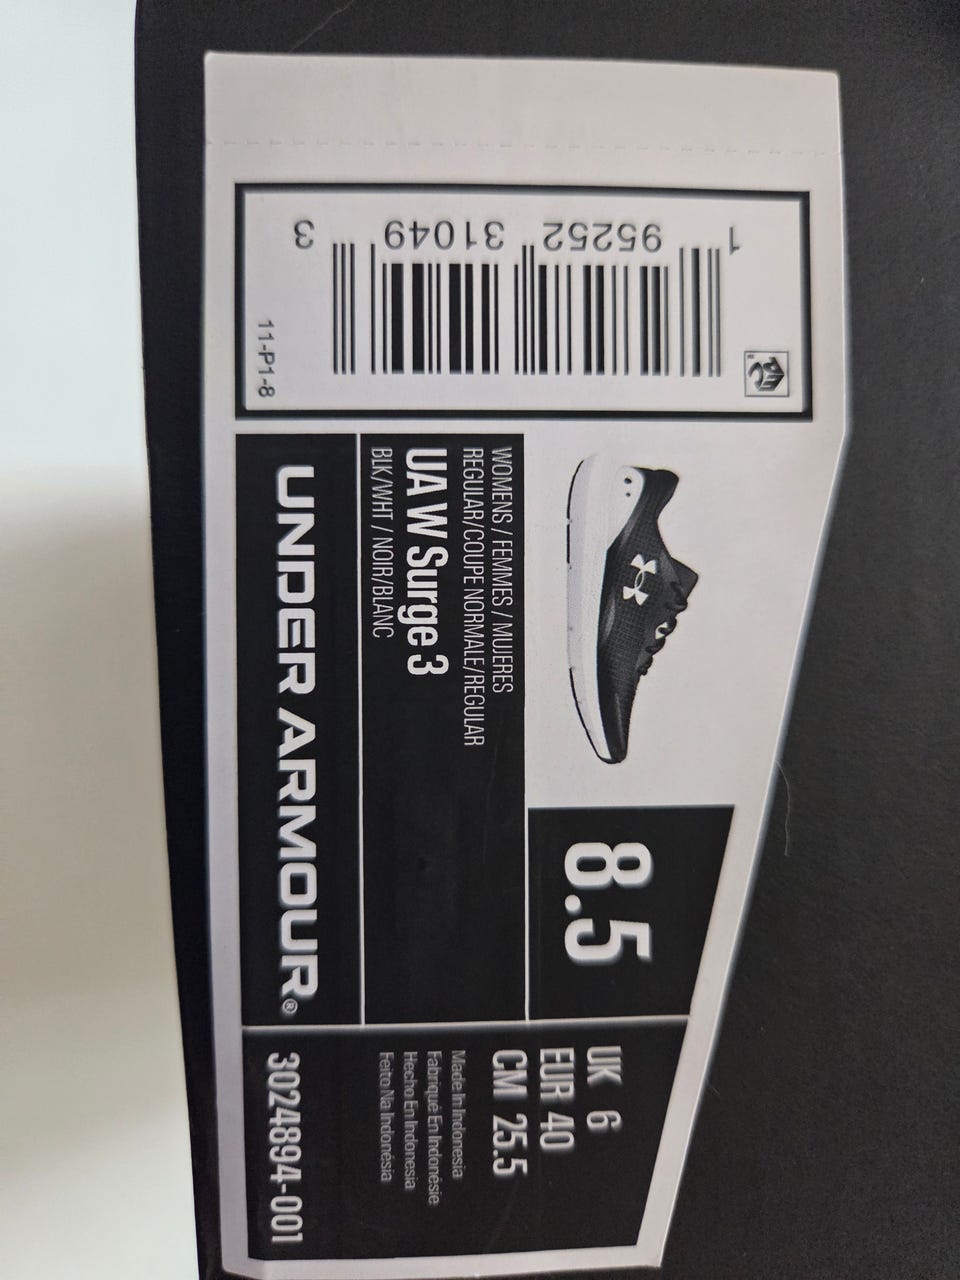 1 95252 31049 3
11-P1-8
WOMENS / FEMMES / MUJERES
REGULAR/COUPE NORMALE/REGULAR
UA W Surge 3
BLK/WHT / NOIR/BLANC
8.5
UNDER ARMOUR®
UK 6
EUR 40
CM 25.5
Made In Indonesia
Fabriqué En Indonésie
Hecho En Indonesia
Feito Na Indonésia
3024894-001